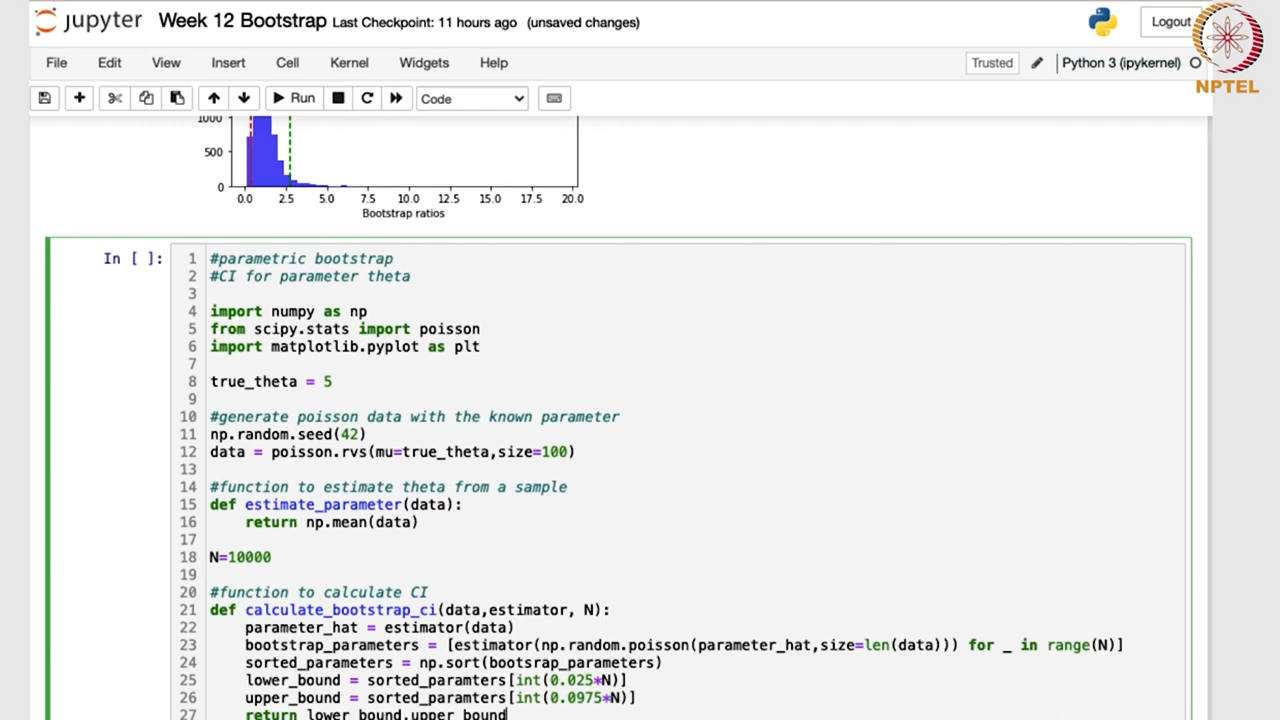 jupyter Week 12 Bootstrap Last Checkpoint: 11 hours ago (unsaved changes) Logout
NPTEL
File Edit View Insert Cell Kernel Widgets Help Trusted Python 3 (ipykernel)
Run Code
1000
500
0
0.0 2.5 5.0 7.5 10.0 12.5 15.0 17.5 20.0
Bootstrap ratios
In [ ]:
1 #parametric bootstrap
2 #CI for parameter theta
3
4 import numpy as np
5 from scipy.stats import poisson
6 import matplotlib.pyplot as plt
7
8 true_theta = 5
9
10 #generate poisson data with the known parameter
11 np.random.seed(42)
12 data = poisson.rvs(mu=true_theta,size=100)
13
14 #function to estimate theta from a sample
15 def estimate_parameter(data):
16     return np.mean(data)
17
18 N=10000
19
20 #function to calculate CI
21 def calculate_bootstrap_ci(data,estimator, N):
22     parameter_hat = estimator(data)
23     bootstrap_parameters = [estimator(np.random.poisson(parameter_hat,size=len(data))) for _ in range(N)]
24     sorted_parameters = np.sort(bootsrap_parameters)
25     lower_bound = sorted_paramters[int(0.025*N)]
26     upper_bound = sorted_paramters[int(0.0975*N)]
27     return lower_bound,upper_bound